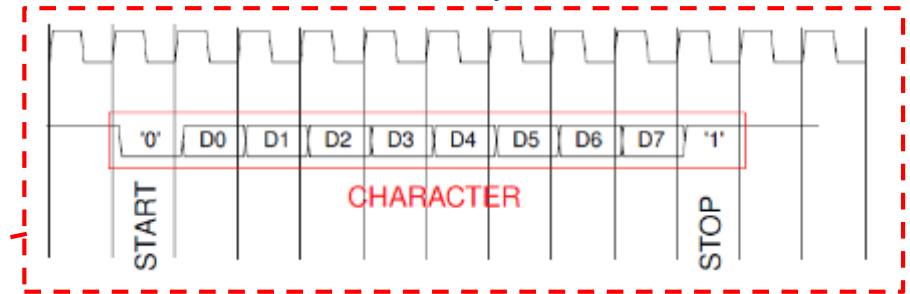 '0' D0 D1 D2 D3 D4 D5 D6 D7 '1'
CHARACTER
START
STOP